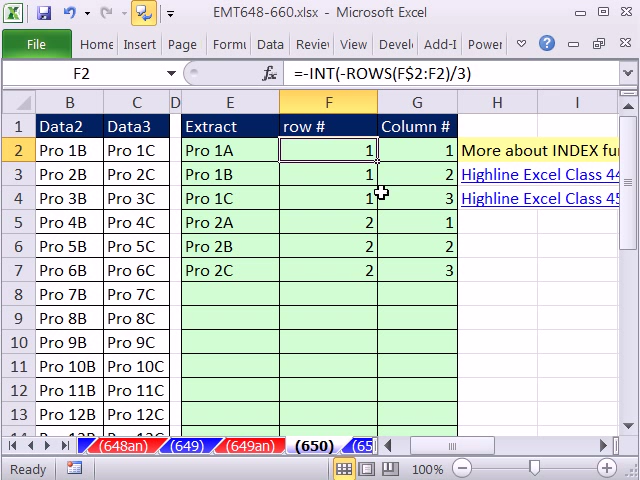 EMT648-660.xlsx - Microsoft Excel
File Home Inser Page Formu Data Reviev View Develc Add-I Power
F2 fx =-INT(-ROWS(F$2:F2)/3)
B C D E F G H I
1 Data2 Data3 Extract row # Column #
2 Pro 1B Pro 1C Pro 1A 1 1 More about INDEX fur
3 Pro 2B Pro 2C Pro 1B 1 2 Highline Excel Class 44
4 Pro 3B Pro 3C Pro 1C 1 3 Highline Excel Class 45
5 Pro 4B Pro 4C Pro 2A 2 1
6 Pro 5B Pro 5C Pro 2B 2 2
7 Pro 6B Pro 6C Pro 2C 2 3
8 Pro 7B Pro 7C
9 Pro 8B Pro 8C
10 Pro 9B Pro 9C
11 Pro 10B Pro 10C
12 Pro 11B Pro 11C
13 Pro 12B Pro 12C
(648an) (649) (649an) (650) (65
Ready 100%